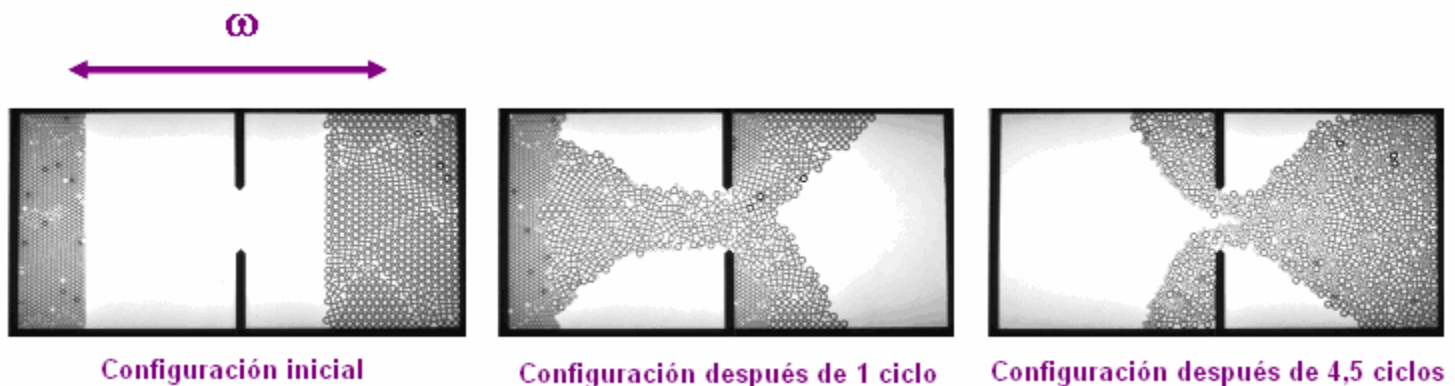 ω
Configuración inicial
Configuración después de 1 ciclo
Configuración después de 4,5 ciclos